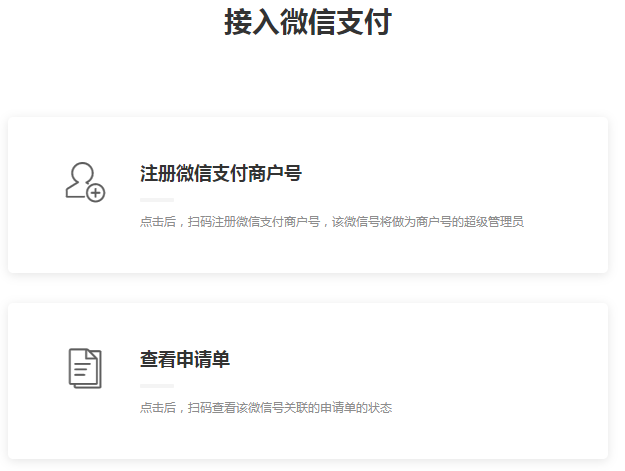 接入微信支付
注册微信支付商户号
点击后，扫码注册微信支付商户号，该微信号将做为商户号的超级管理员
查看申请单
点击后，扫码查看该微信号关联的申请单的状态